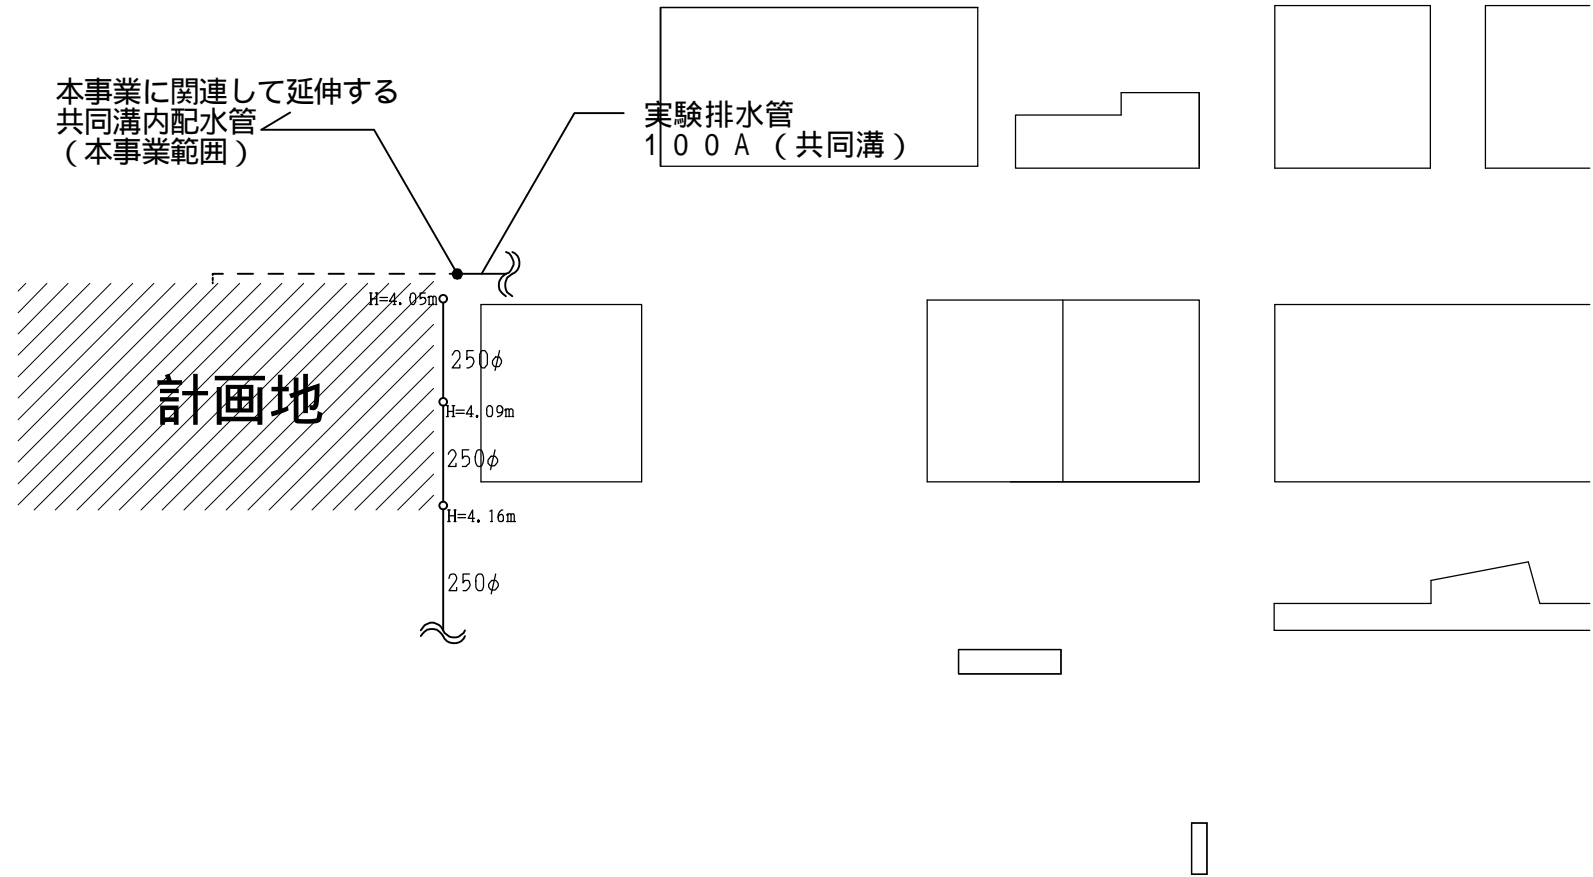 本事業に関連して延伸する
共同溝内配水管
（本事業範囲）
実験排水管
１００Ａ（共同溝）
H=4.05m
250φ
計画地
H=4.09m
250φ
H=4.16m
250φ